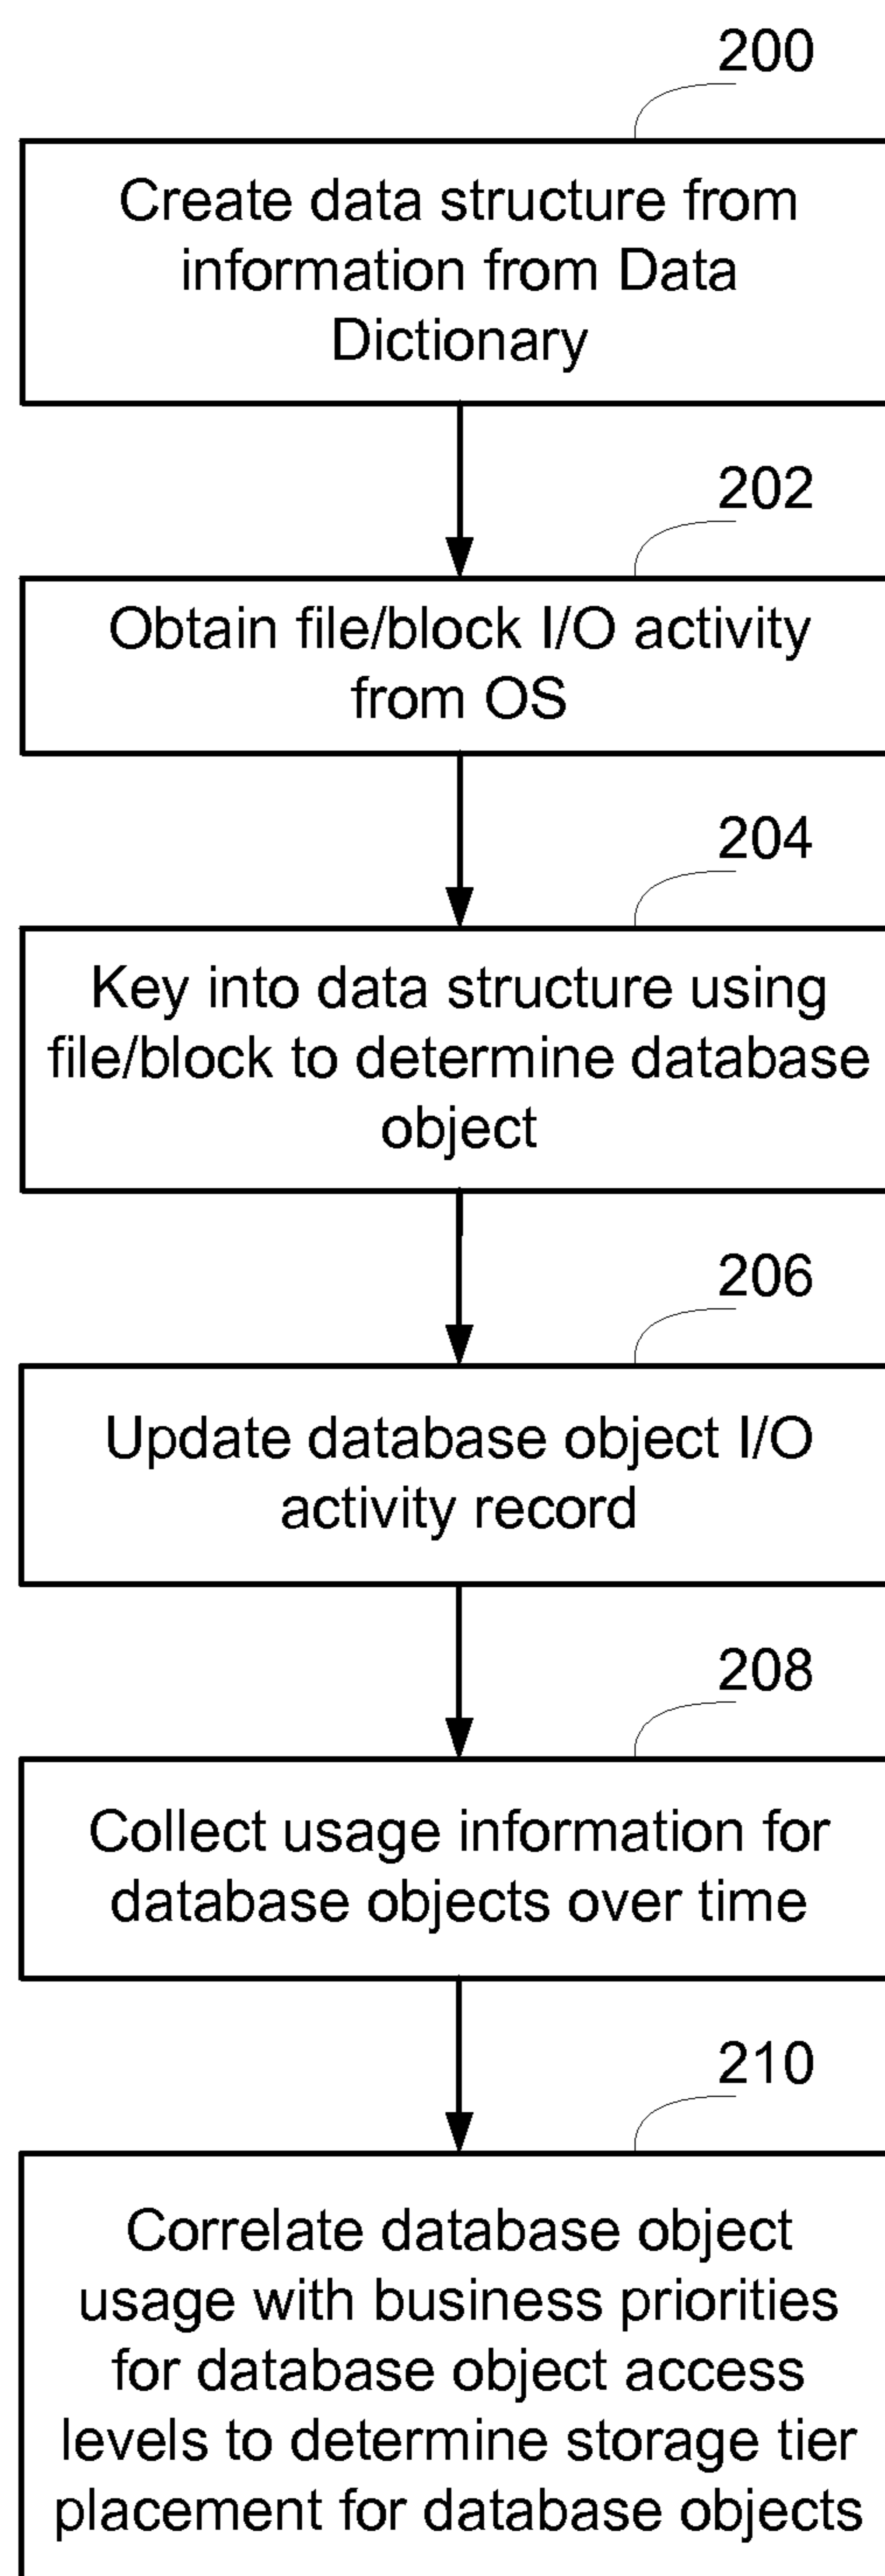 200
Create data structure from
information from Data
Dictionary
202
Obtain file/block I/O activity
from OS
204
Key into data structure using
file/block to determine database
object
206
Update database object I/O
activity record
208
Collect usage information for
database objects over time
210
Correlate database object
usage with business priorities
for database object access
levels to determine storage tier
placement for database objects